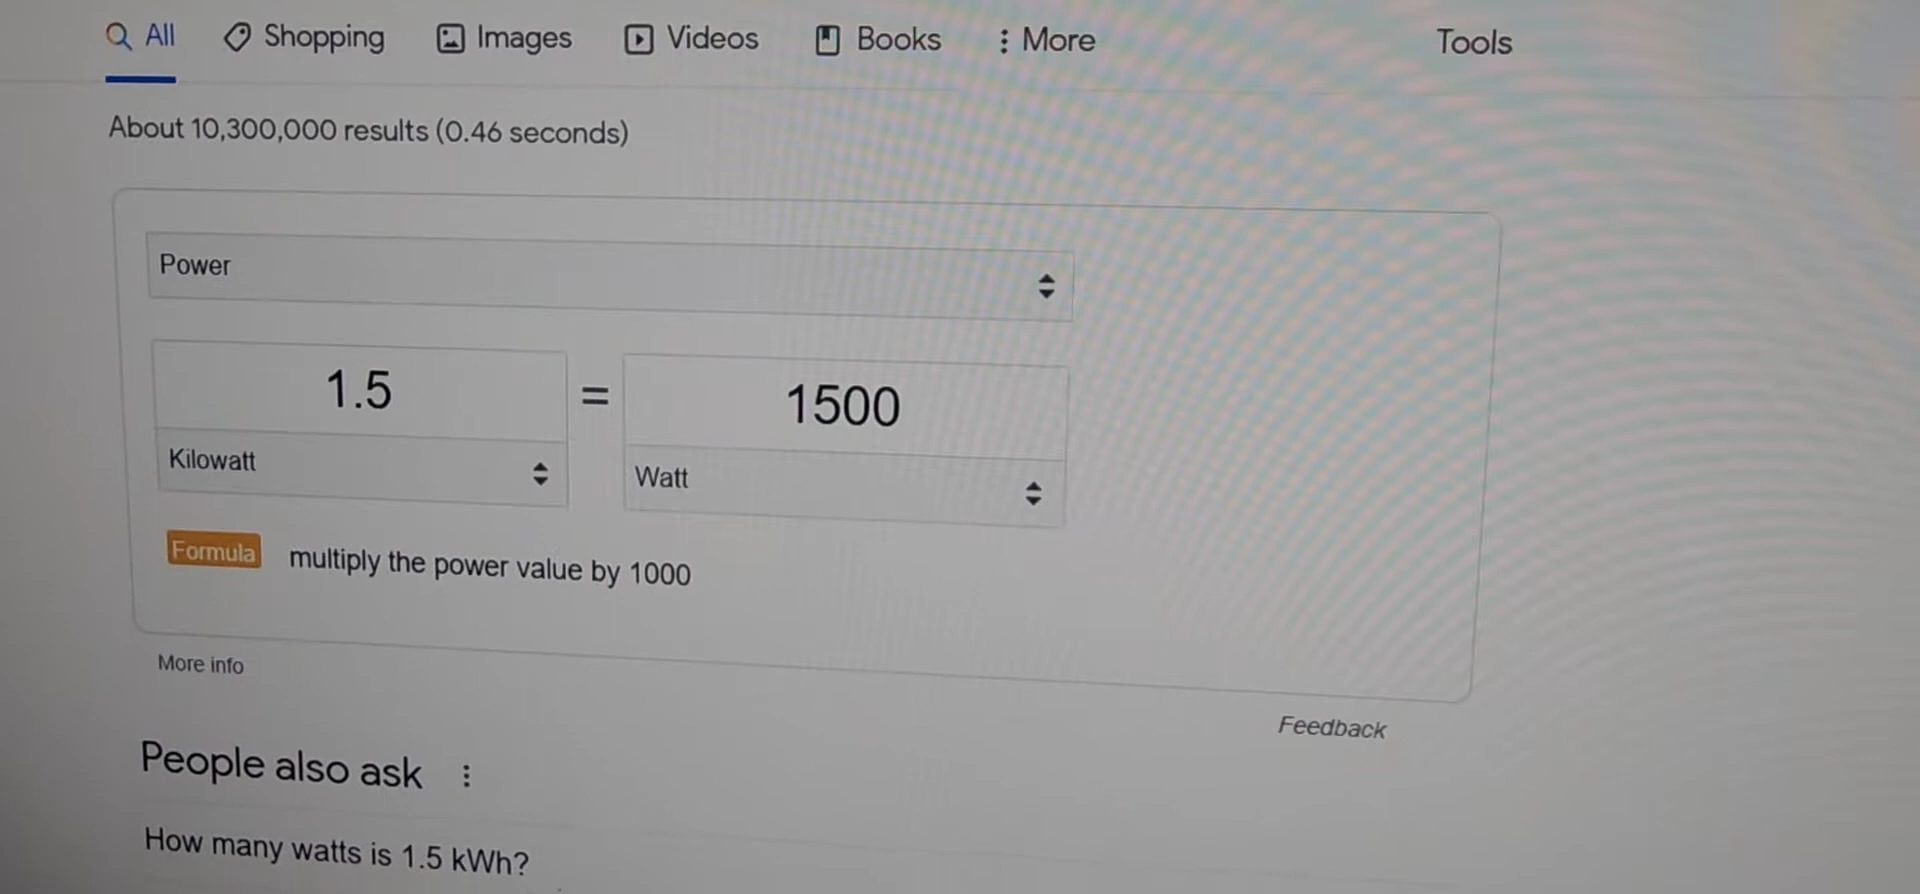 All Shopping Images Videos Books More Tools
About 10,300,000 results (0.46 seconds)
Power
1.5 = 1500
Kilowatt Watt
Formula multiply the power value by 1000
More info
Feedback
People also ask
How many watts is 1.5 kWh?